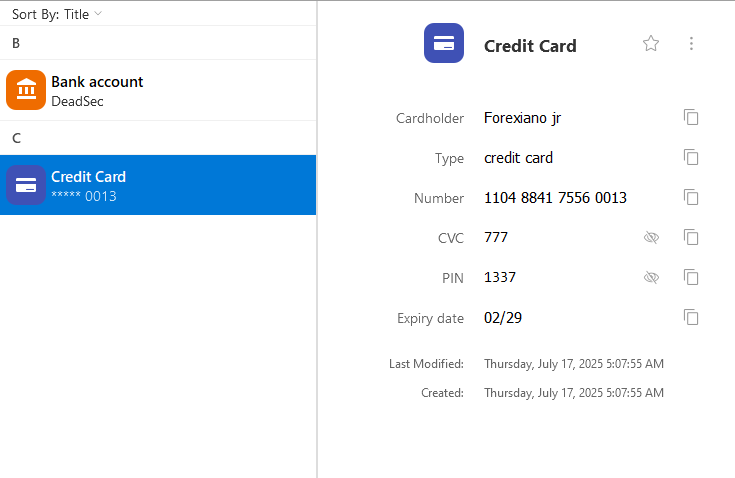 Sort By: Title
B
Bank account
DeadSec
C
Credit Card
***** 0013
Credit Card
Cardholder Forexiano jr
Type credit card
Number 1104 8841 7556 0013
CVC 777
PIN 1337
Expiry date 02/29
Last Modified: Thursday, July 17, 2025 5:07:55 AM
Created: Thursday, July 17, 2025 5:07:55 AM